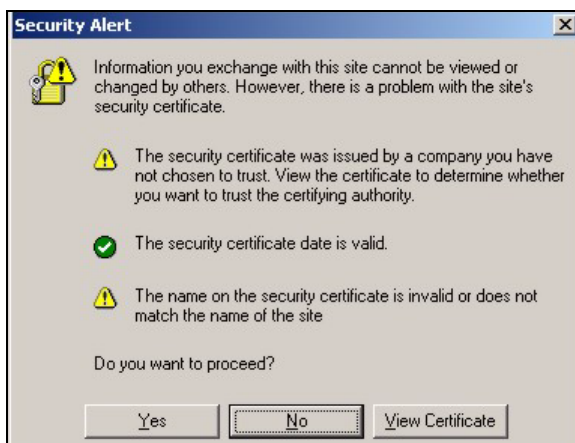 Security Alert
Information you exchange with this site cannot be viewed or
changed by others. However, there is a problem with the site's
security certificate.
The security certificate was issued by a company you have
not chosen to trust. View the certificate to determine whether
you want to trust the certifying authority.
The security certificate date is valid.
The name on the security certificate is invalid or does not
match the name of the site
Do you want to proceed?
Yes No View Certificate